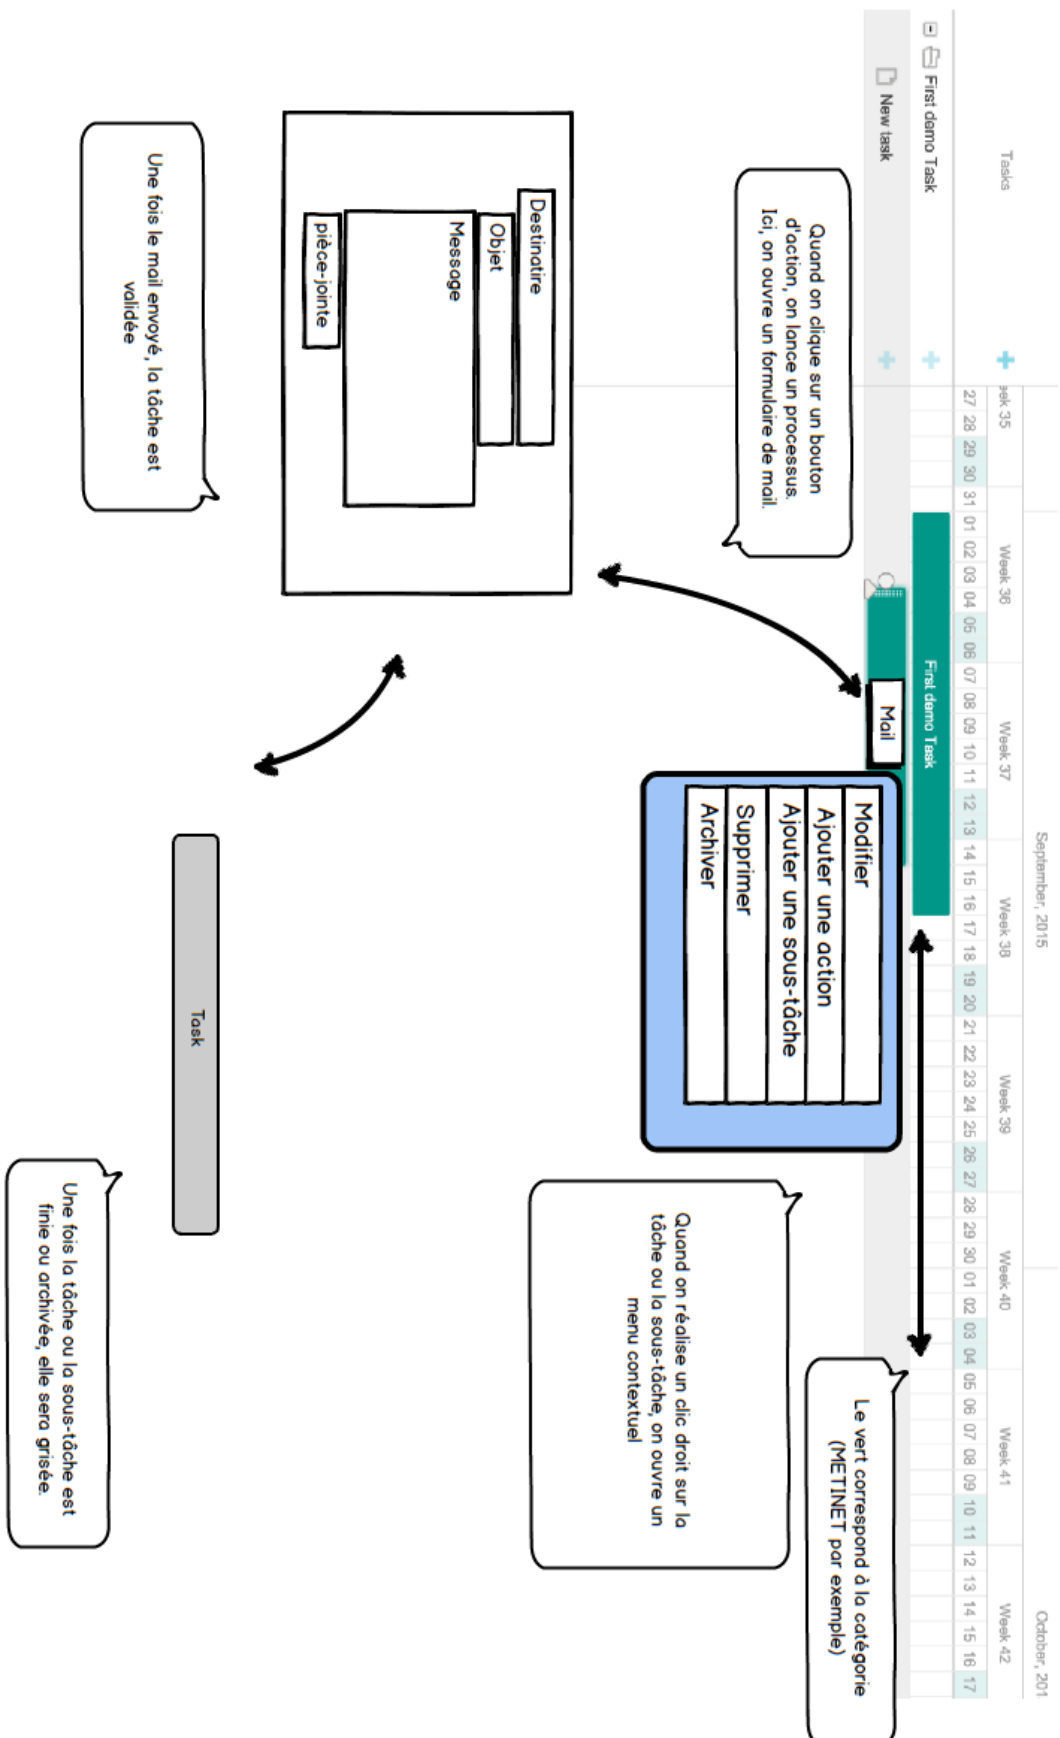 September, 2015
October, 201
Tasks
eek 35
Week 36
Week 37
Week 38
Week 39
Week 40
Week 41
Week 42
27 28 29 30 31 01 02 03 04 05 06 07 08 09 10 11 12 13 14 15 16 17 18 19 20 21 22 23 24 25 26 27 28 29 30 01 02 03 04 05 06 07 08 09 10 11 12 13 14 15 16 17
First demo Task
First demo Task
New task
Mail
Modifier
Ajouter une action
Ajouter une sous-tâche
Supprimer
Archiver
Le vert correspond à la catégorie
(METINET par exemple)
Quand on clique sur un bouton
d'action, on lance un processus.
Ici, on ouvre un formulaire de mail.
Quand on réalise un clic droit sur la
tâche ou la sous-tâche, on ouvre un
menu contextuel
Destinatire
Objet
Message
pièce-jointe
Une fois le mail envoyé, la tâche est
validée
Task
Une fois la tâche ou la sous-tâche est
finie ou archivée, elle sera grisée.